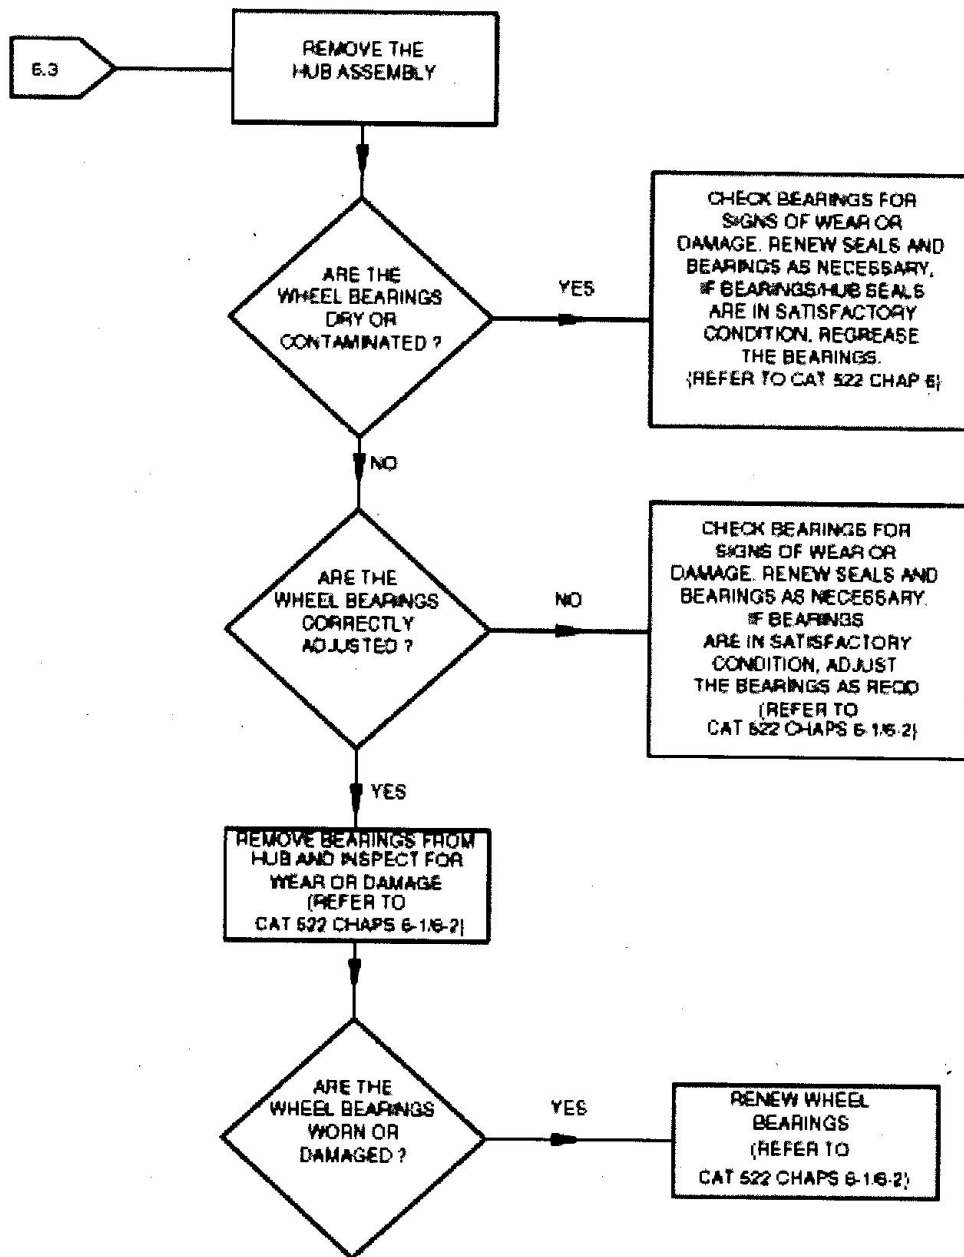 6.3
REMOVE THE
HUB ASSEMBLY
ARE THE
WHEEL BEARINGS
DRY OR
CONTAMINATED ?
YES
CHECK BEARINGS FOR
SIGNS OF WEAR OR
DAMAGE. RENEW SEALS AND
BEARINGS AS NECESSARY,
IF BEARINGS/HUB SEALS
ARE IN SATISFACTORY
CONDITION, REGREASE
THE BEARINGS.
(REFER TO CAT 522 CHAP 6)
NO
ARE THE
WHEEL BEARINGS
CORRECTLY
ADJUSTED ?
NO
CHECK BEARINGS FOR
SIGNS OF WEAR OR
DAMAGE. RENEW SEALS AND
BEARINGS AS NECESSARY.
IF BEARINGS
ARE IN SATISFACTORY
CONDITION, ADJUST
THE BEARINGS AS REQD
(REFER TO
CAT 522 CHAPS 6-1/6-2)
YES
REMOVE BEARINGS FROM
HUB AND INSPECT FOR
WEAR OR DAMAGE
(REFER TO
CAT 522 CHAPS 6-1/6-2)
ARE THE
WHEEL BEARINGS
WORN OR
DAMAGED ?
YES
RENEW WHEEL
BEARINGS
(REFER TO
CAT 522 CHAPS 6-1/6-2)